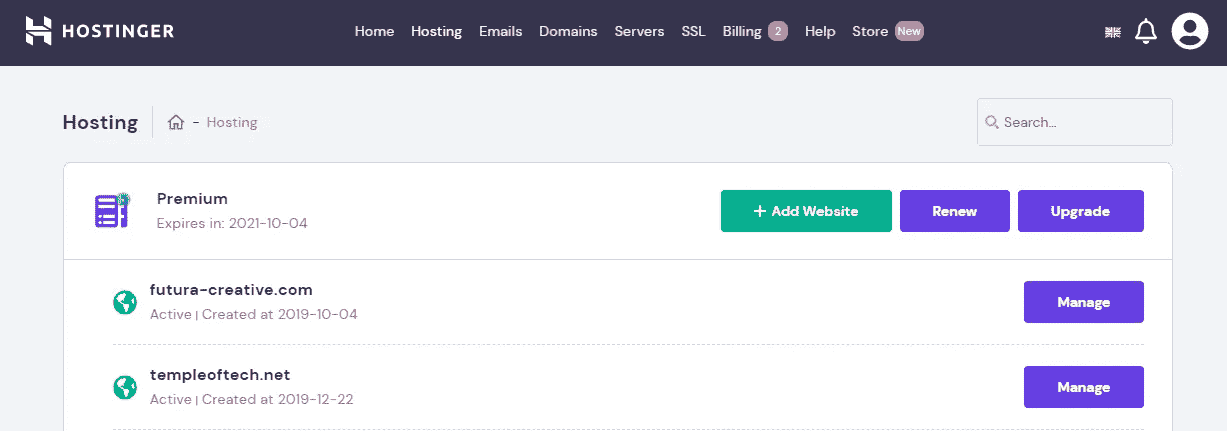 HOSTINGER Home Hosting Emails Domains Servers SSL Billing 2 Help Store New
Hosting - Hosting Search...
Premium
Expires in: 2021-10-04
+ Add Website Renew Upgrade
futura-creative.com
Active | Created at 2019-10-04
Manage
templeoftech.net
Active | Created at 2019-12-22
Manage